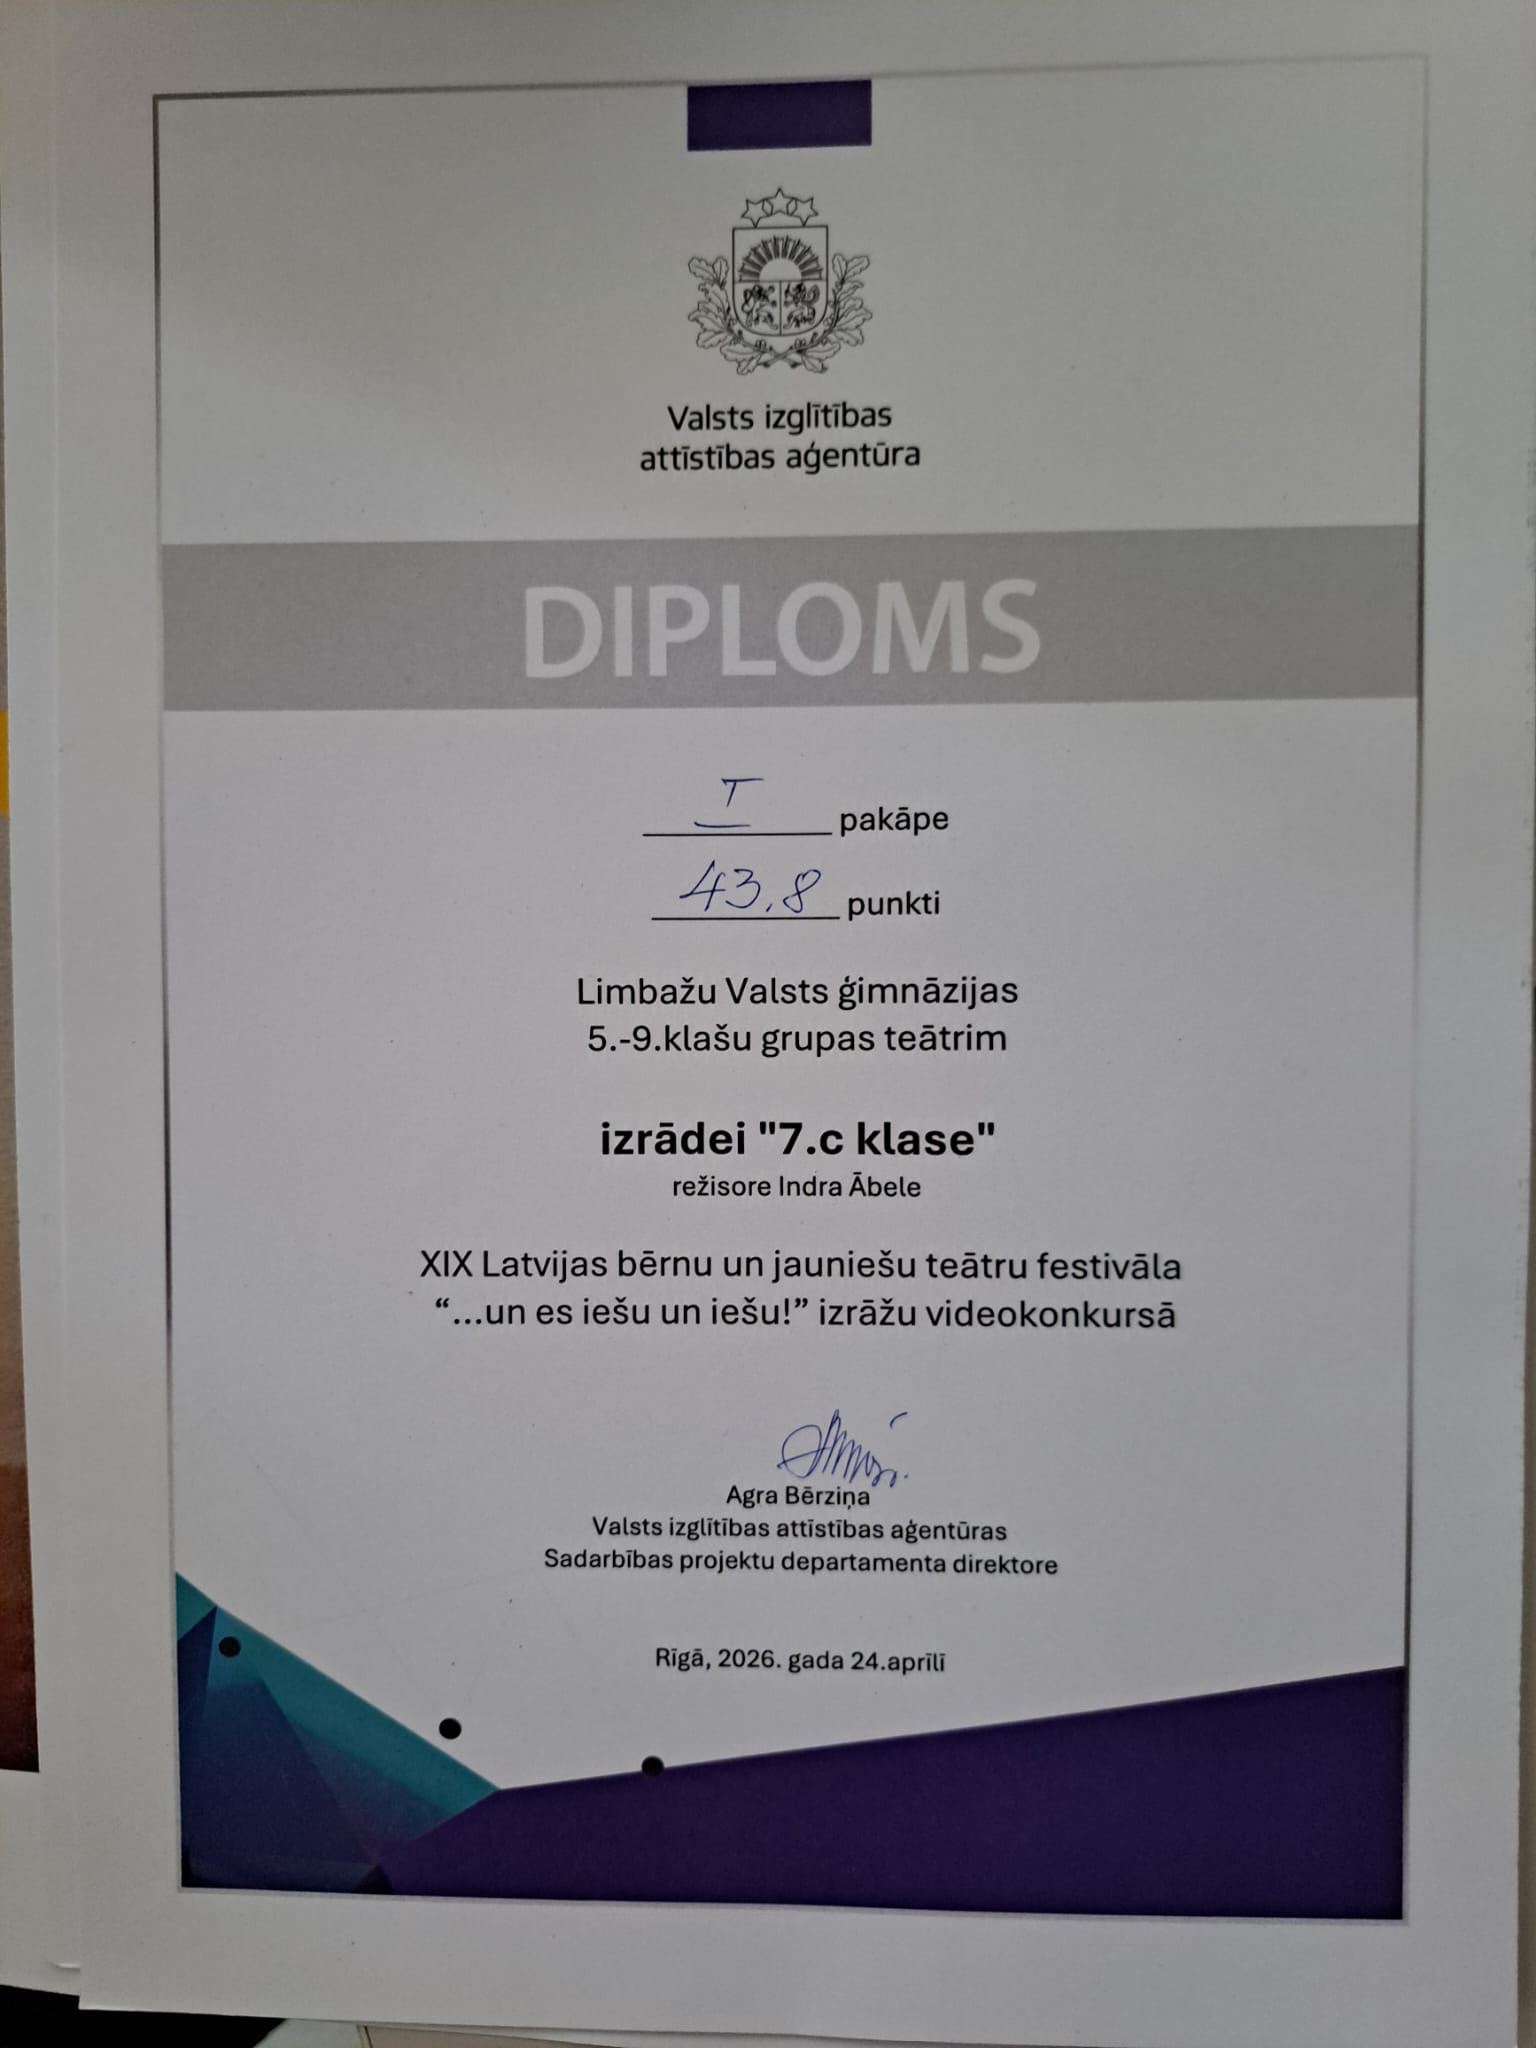 Valsts izglītības
attīstības aģentūra
DIPLOMS
I pakāpe
43,8 punkti
Limbažu Valsts ģimnāzijas
5.-9.klašu grupas teātrim
izrādei "7.c klase"
režisore Indra Ābele
XIX Latvijas bērnu un jauniešu teātru festivāla
“...un es iešu un iešu!” izrāžu videokonkursā
Agra Bērziņa
Valsts izglītības attīstības aģentūras
Sadarbības projektu departamenta direktore
Rīgā, 2026. gada 24.aprīlī